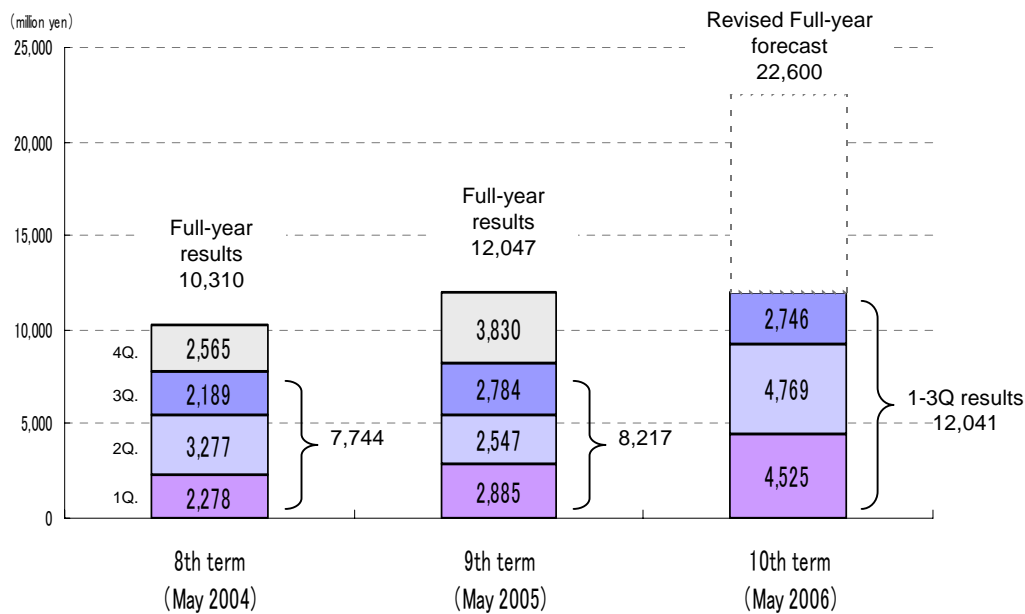 (million yen)
25,000
20,000
15,000
10,000
5,000
0
Full-year
results
10,310
4Q.
3Q.
2Q.
1Q.
2,565
2,189
3,277
2,278
7,744
8th term
(May 2004)
Full-year
results
12,047
3,830
2,784
2,547
2,885
8,217
9th term
(May 2005)
Revised Full-year
forecast
22,600
2,746
4,769
4,525
1-3Q results
12,041
10th term
(May 2006)